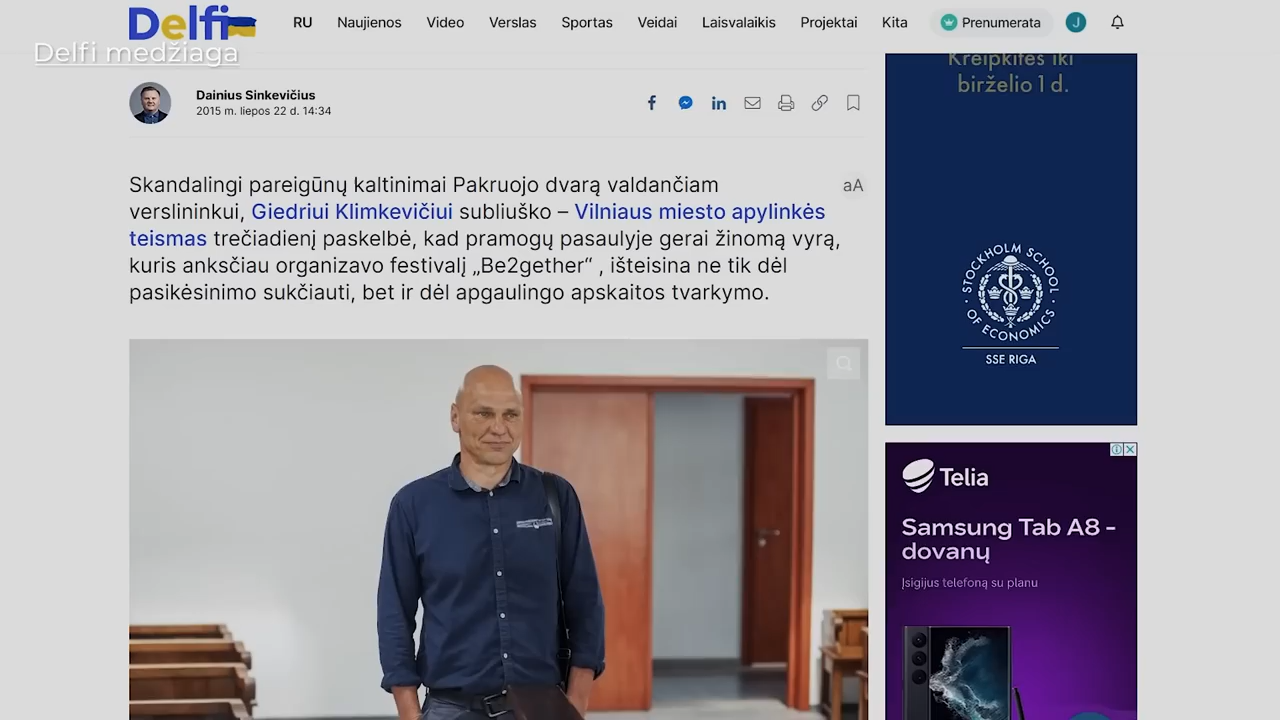 Delfi
RU Naujienos Video Verslas Sportas Veidai Laisvalaikis Projektai Kita Prenumerata J
Delfi medžiaga
Dainius Sinkevičius
2015 m. liepos 22 d. 14:34
Skandalingi pareigūnų kaltinimai Pakruojo dvarą valdančiam
verslininkui, Giedriui Klimkevičiui subliuško – Vilniaus miesto apylinkės
teismas trečiadienį paskelbė, kad pramogų pasaulyje gerai žinomą vyrą,
kuris anksčiau organizavo festivalį „Be2gether“ , išteisina ne tik dėl
pasikėsinimo sukčiauti, bet ir dėl apgaulingo apskaitos tvarkymo.
aA
Kreipkitės iki
birželio 1 d.
STOCKHOLM SCHOOL
OF ECONOMICS
SSE RIGA
Telia
Samsung Tab A8 -
dovanų
Įsigijus telefoną su planu